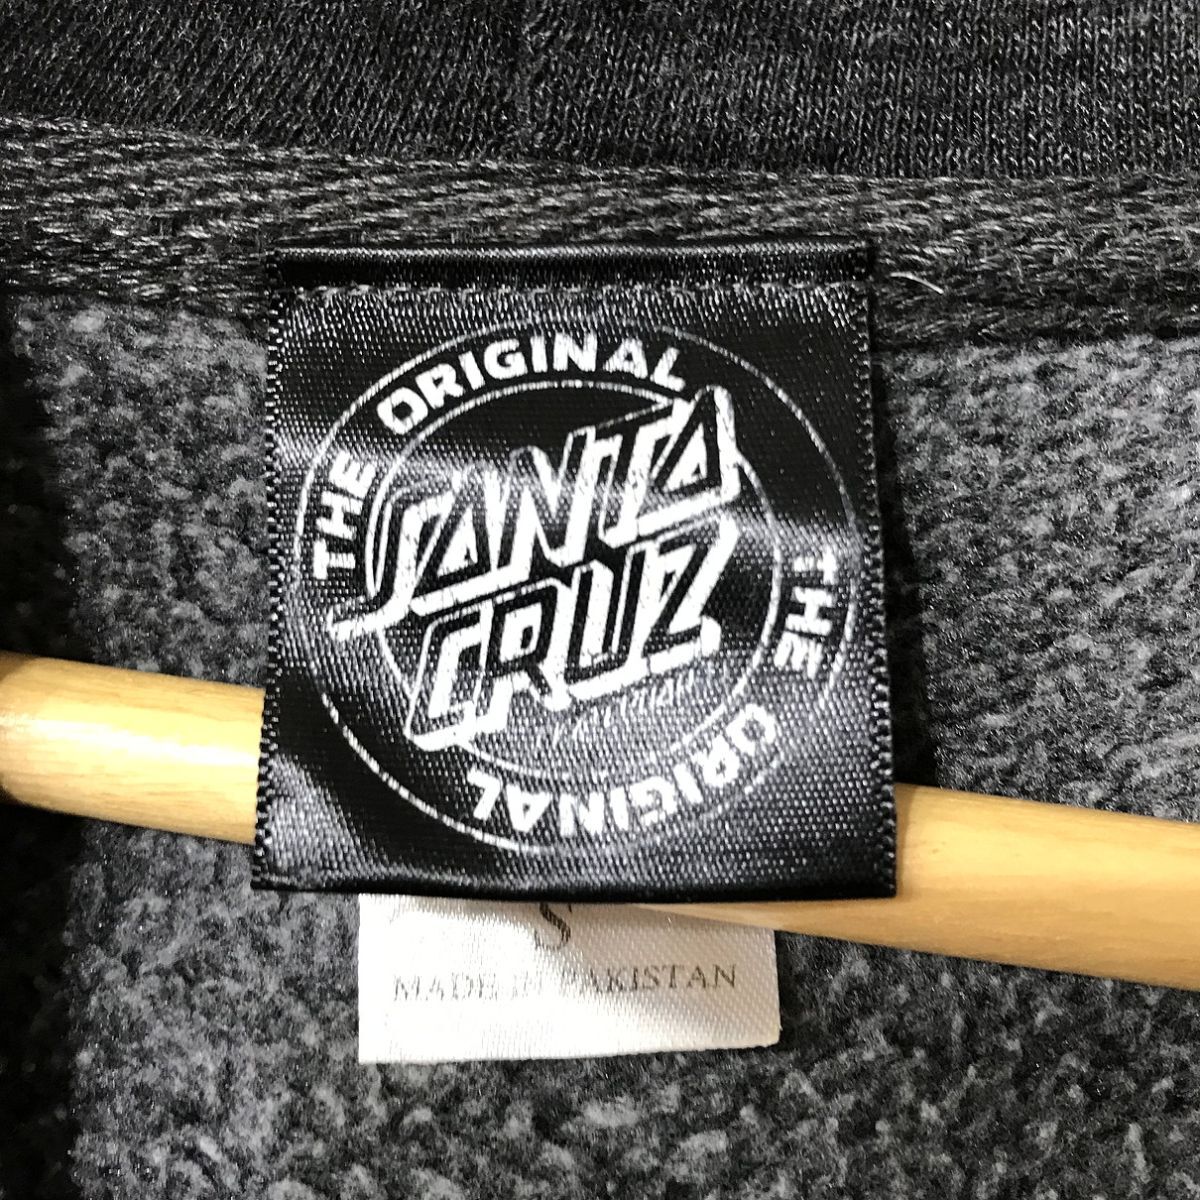 THE ORIGINAL
SANTA
CRUZ
THE ORIGINAL
S
MADE IN PAKISTAN